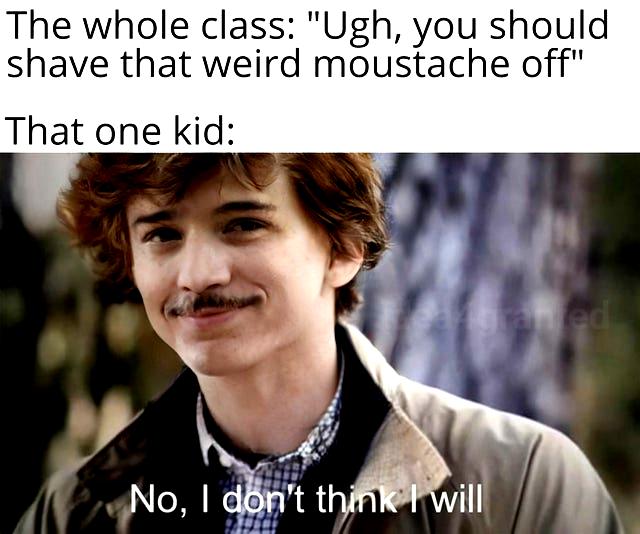 The whole class: "Ugh, you should
shave that weird moustache off"
That one kid:
No, I don't think I will